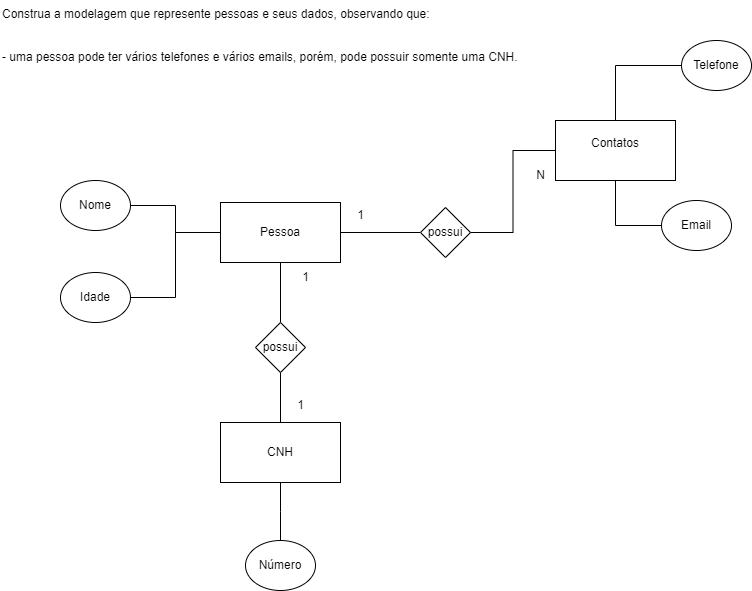 Construa a modelagem que represente pessoas e seus dados, observando que:
- uma pessoa pode ter vários telefones e vários emails, porém, pode possuir somente uma CNH.
Telefone
Contatos
N
Nome
1
Email
Pessoa
possui
1
Idade
possui
1
CNH
Número